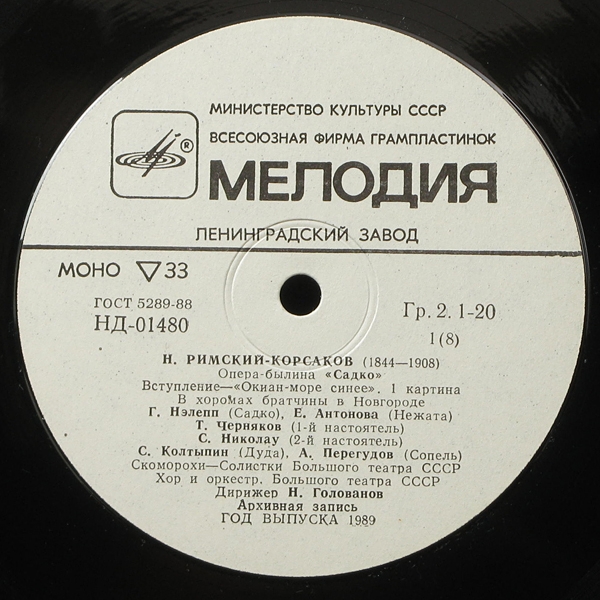 МИНИСТЕРСТВО КУЛЬТУРЫ СССР
ВСЕСОЮЗНАЯ ФИРМА ГРАМПЛАСТИНОК
®
МЕЛОДИЯ
ЛЕНИНГРАДСКИЙ ЗАВОД
МОНО ▽33
ГОСТ 5289-88
НД-01480
Гр. 2. 1-20
1(8)
Н. РИМСКИЙ-КОРСАКОВ (1844—1908)
Опера-былина «Садко»
Вступление—«Окиан-море синее». 1 картина
В хороМах братчины в Новгороде
Г. Нэлепп (Садко), Е. Антонова (Нежата)
Т. Черняков (1-й настоятель)
С. Николау (2-й настоятель)
С. Колтыпин (Дуда), А. Перегудов (Сопель)
Скоморохи—Солистки Большого театра СССР
Хор и оркестр. Большого театра СССР
Дирижер Н. Голованов
Архивная запись
ГОД ВЫПУСКА 1989